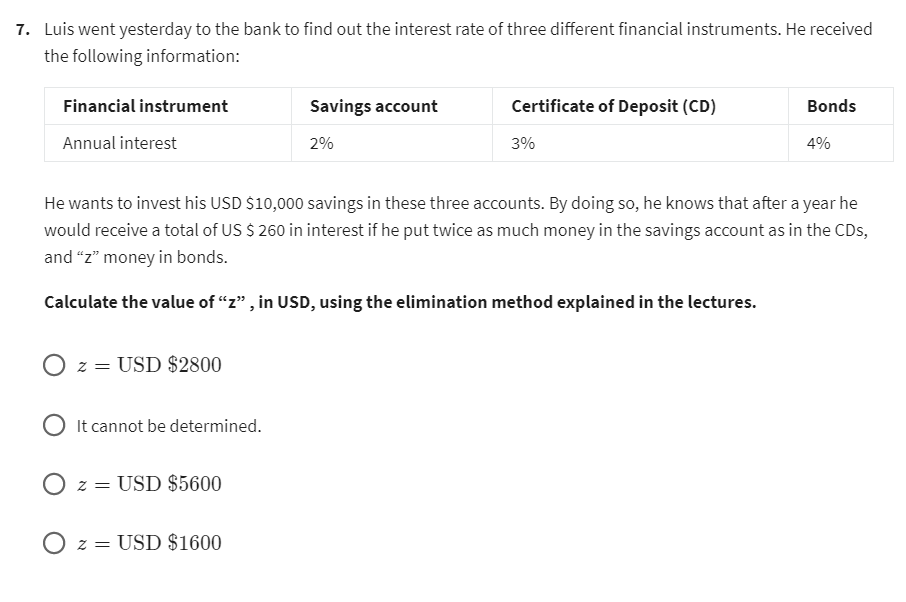 7. Luis went yesterday to the bank to find out the interest rate of three different financial instruments. He received
the following information:
Financial instrument Savings account Certificate of Deposit (CD) Bonds
Annual interest 2% 3% 4%
He wants to invest his USD $10,000 savings in these three accounts. By doing so, he knows that after a year he
would receive a total of US $ 260 in interest if he put twice as much money in the savings account as in the CDs,
and “z” money in bonds.
Calculate the value of “z” , in USD, using the elimination method explained in the lectures.
z = USD $2800
It cannot be determined.
z = USD $5600
z = USD $1600